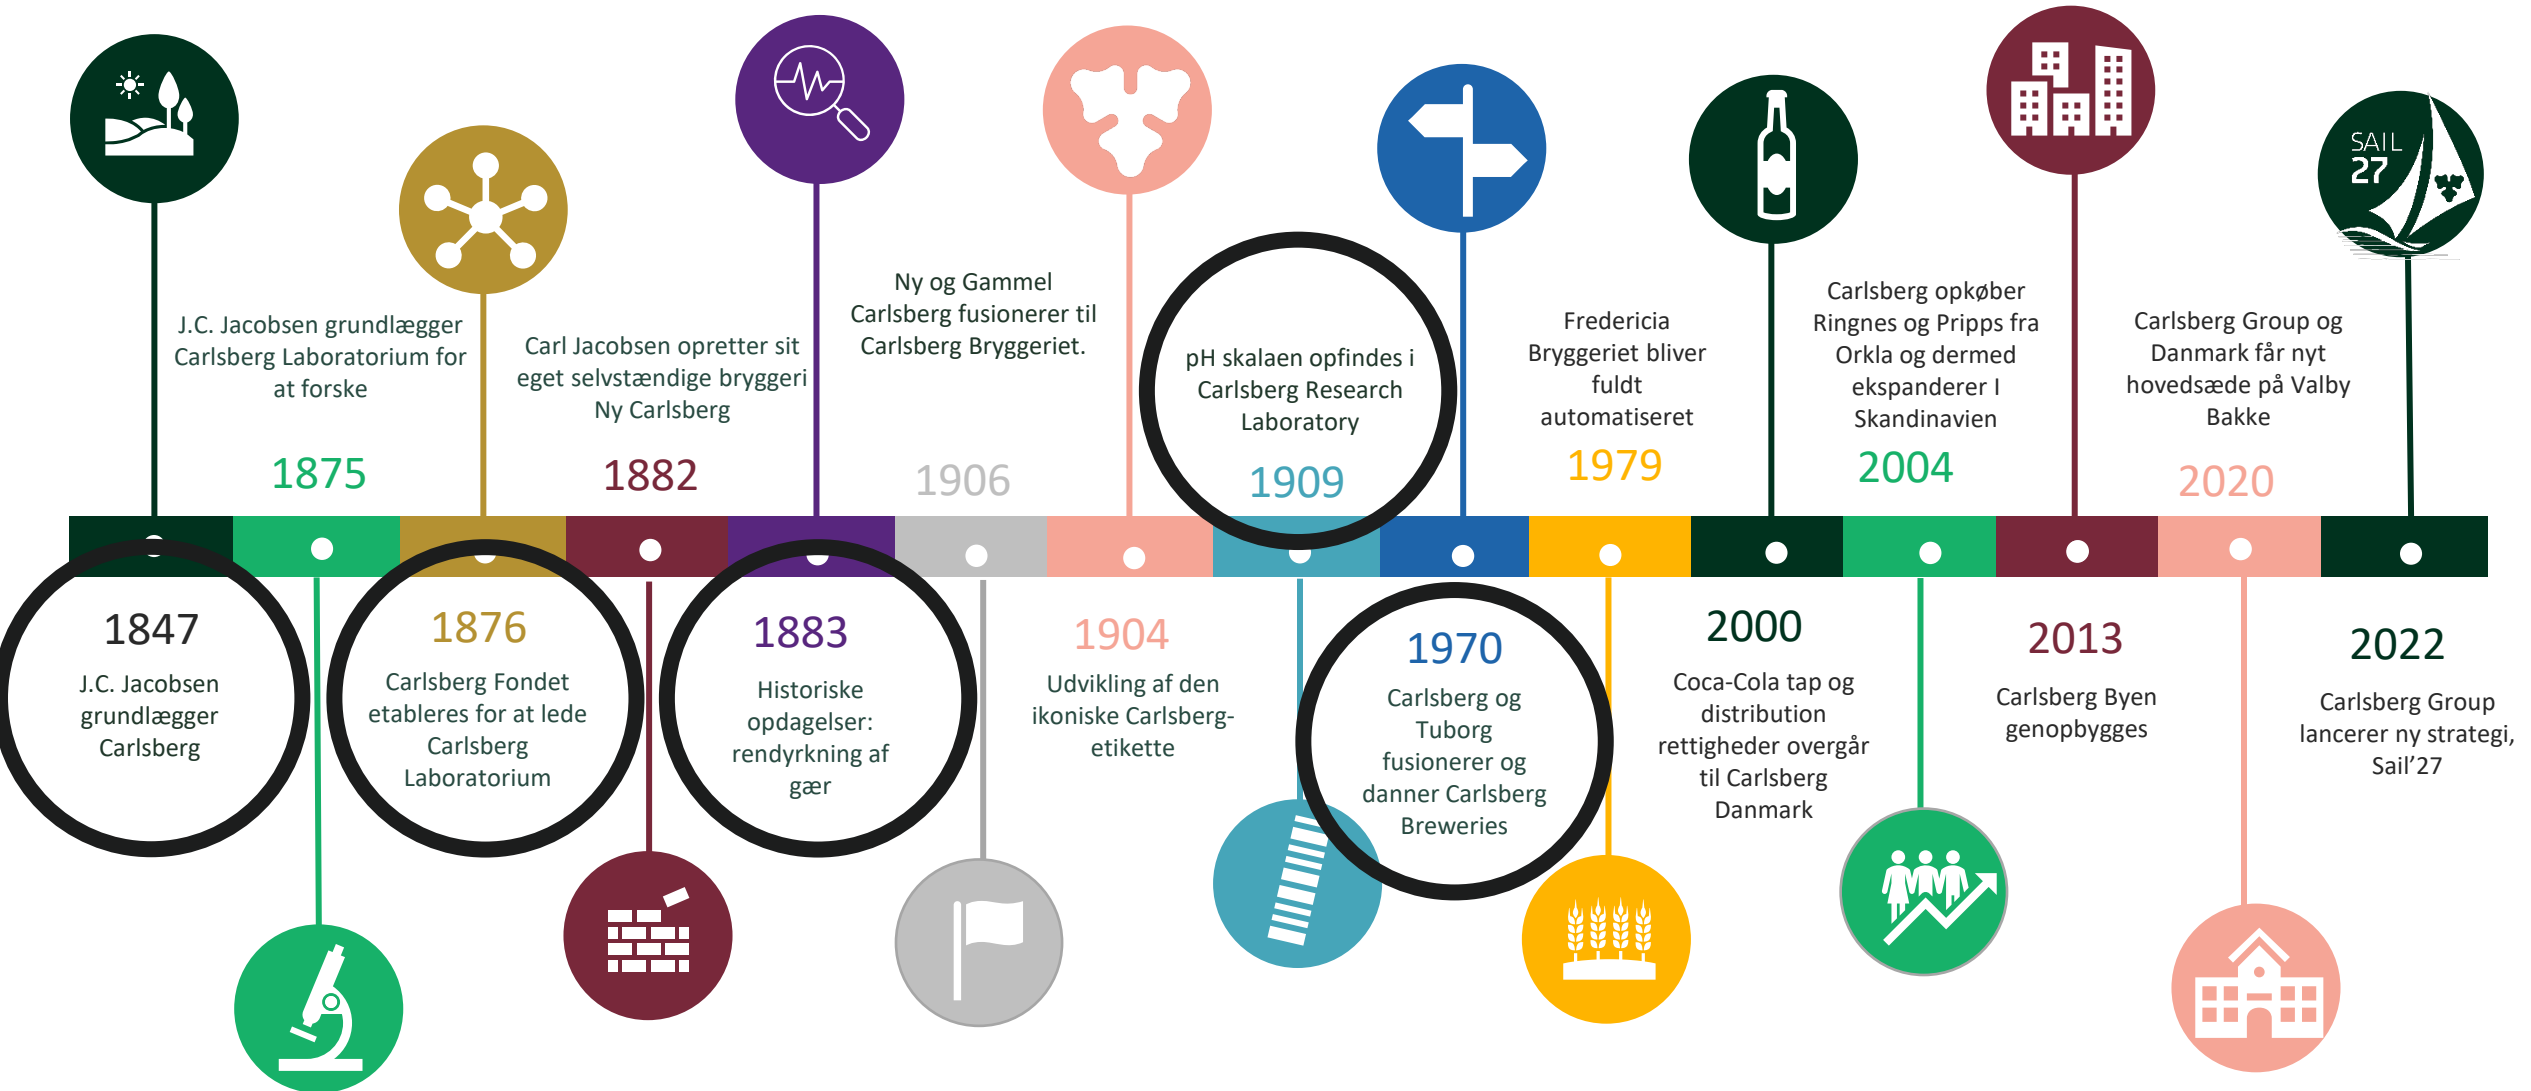 1847
J.C. Jacobsen
grundlægger
Carlsberg
J.C. Jacobsen grundlægger
Carlsberg Laboratorium for
at forske
1875
1876
Carlsberg Fondet
etableres for at lede
Carlsberg
Laboratorium
Carl Jacobsen opretter sit
eget selvstændige bryggeri
Ny Carlsberg
1882
1883
Historiske
opdagelser:
rendyrkning af
gær
Ny og Gammel
Carlsberg fusionerer til
Carlsberg Bryggeriet.
1906
1904
Udvikling af den
ikoniske Carlsberg-
etikette
pH skalaen opfindes i
Carlsberg Research
Laboratory
1909
1970
Carlsberg og
Tuborg
fusionerer og
danner Carlsberg
Breweries
Fredericia
Bryggeriet bliver
fuldt
automatiseret
1979
2000
Coca-Cola tap og
distribution
rettigheder overgår
til Carlsberg
Danmark
Carlsberg opkøber
Ringnes og Pripps fra
Orkla og dermed
ekspanderer I
Skandinavien
2004
2013
Carlsberg Byen
genopbygges
Carlsberg Group og
Danmark får nyt
hovedsæde på Valby
Bakke
2020
SAIL
27
2022
Carlsberg Group
lancerer ny strategi,
Sail’27